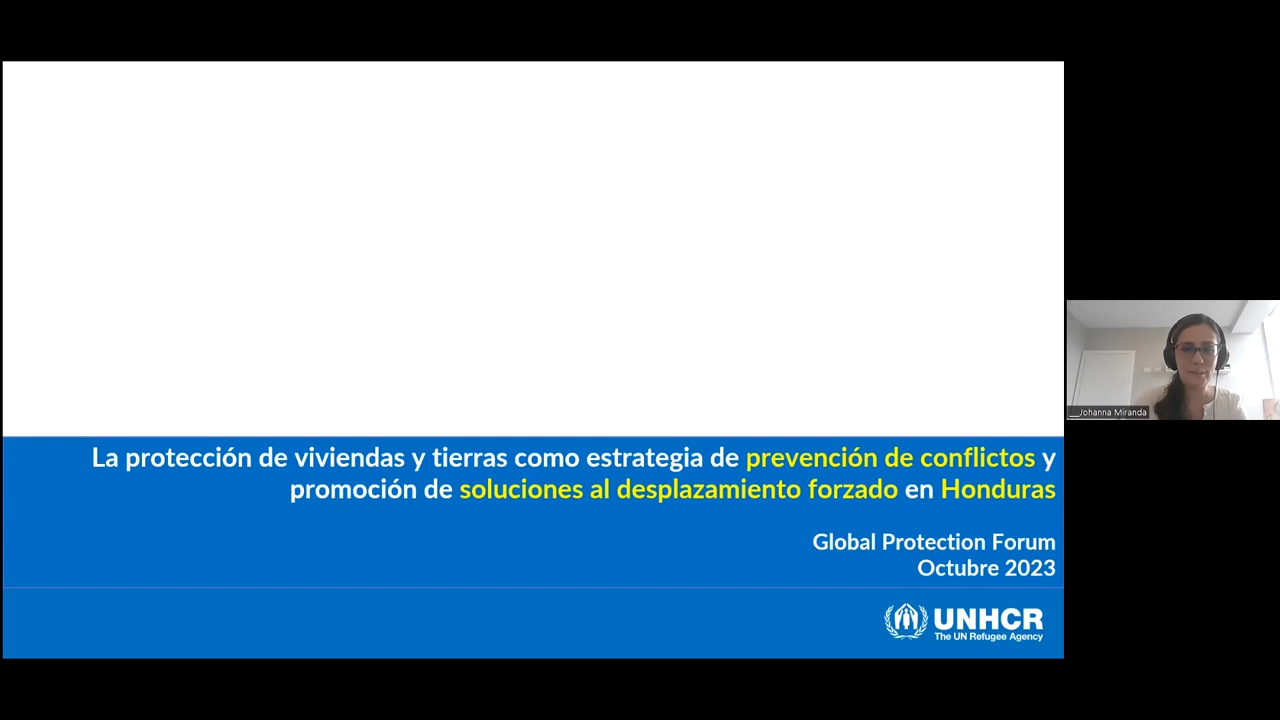 La protección de viviendas y tierras como estrategia de prevención de conflictos y
promoción de soluciones al desplazamiento forzado en Honduras
Global Protection Forum
Octubre 2023
UNHCR
The UN Refugee Agency
__Johanna Miranda